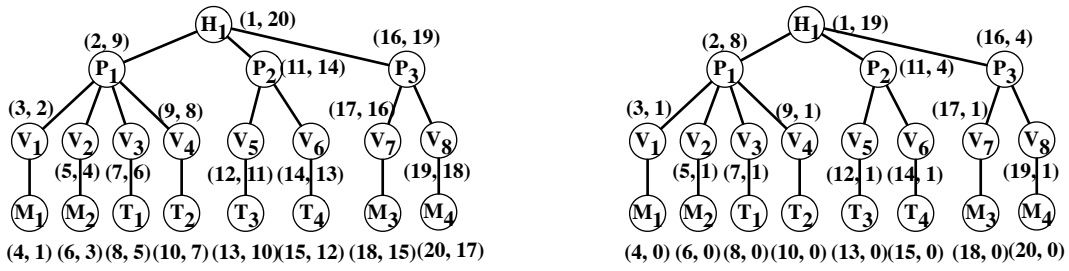 H1 (1, 20) H1 (1, 19)
(2, 9) (16, 19) (2, 8) (16, 4)
P1 P2 (11, 14) P3 P1 P2 (11, 4) P3
(3, 2) (9, 8) (17, 16) (3, 1) (9, 1) (17, 1)
V1 V2 V3 V4 V5 V6 V7 V8 V1 V2 V3 V4 V5 V6 V7 V8
(5, 4) (7, 6) (12, 11) (14, 13) (19, 18) (5, 1) (7, 1) (12, 1) (14, 1) (19, 1)
M1 M2 T1 T2 T3 T4 M3 M4 M1 M2 T1 T2 T3 T4 M3 M4
(4, 1) (6, 3) (8, 5) (10, 7) (13, 10) (15, 12) (18, 15) (20, 17) (4, 0) (6, 0) (8, 0) (10, 0) (13, 0) (15, 0) (18, 0) (20, 0)